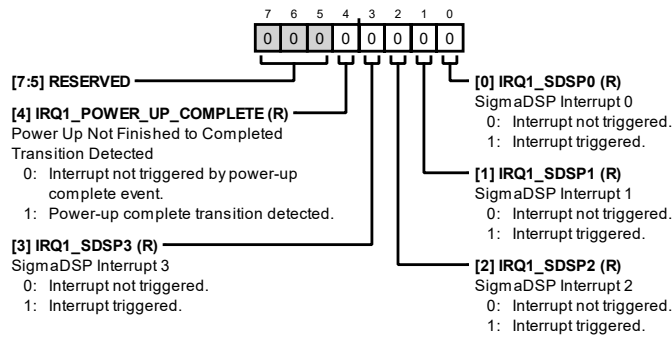 7 6 5 4 3 2 1 0
0 0 0 0 0 0 0 0
[7:5] RESERVED
[4] IRQ1_POWER_UP_COMPLETE (R)
Power Up Not Finished to Completed
Transition Detected
0: Interrupt not triggered by power-up
complete event.
1: Power-up complete transition detected.
[3] IRQ1_SDSP3 (R)
SigmaDSP Interrupt 3
0: Interrupt not triggered.
1: Interrupt triggered.
[0] IRQ1_SDSP0 (R)
SigmaDSP Interrupt 0
0: Interrupt not triggered.
1: Interrupt triggered.
[1] IRQ1_SDSP1 (R)
SigmaDSP Interrupt 1
0: Interrupt not triggered.
1: Interrupt triggered.
[2] IRQ1_SDSP2 (R)
SigmaDSP Interrupt 2
0: Interrupt not triggered.
1: Interrupt triggered.